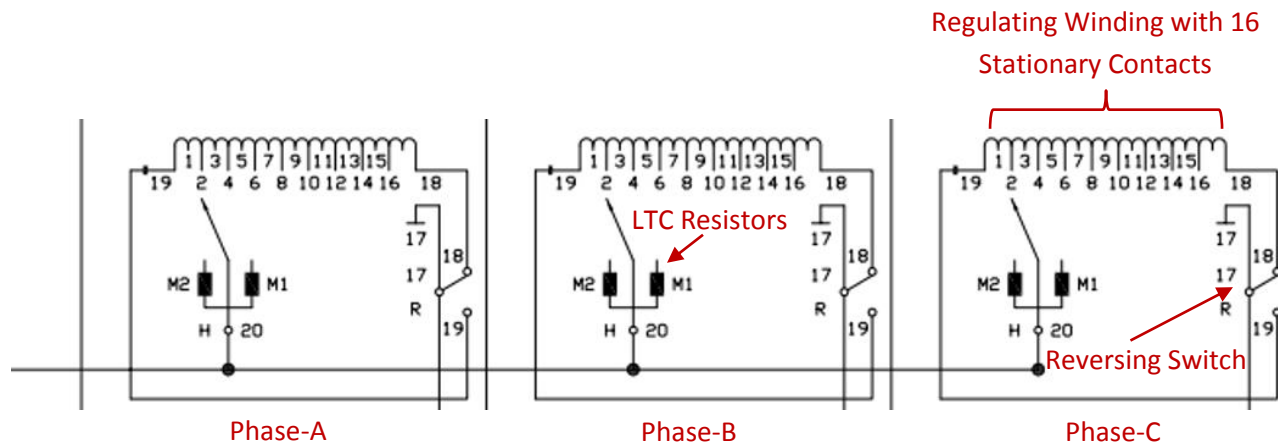 Regulating Winding with 16
Stationary Contacts
1 3 5 7 9 11 13 15
19 2 4 6 8 10 12 14 16 18
17
18
M2 M1 17
R
H 20 19
1 3 5 7 9 11 13 15
19 2 4 6 8 10 12 14 16 18
LTC Resistors
17
18
M2 M1 17
R
H 20 19
1 3 5 7 9 11 13 15
19 2 4 6 8 10 12 14 16 18
17
18
M2 M1 17
R
H 20 19
Reversing Switch
Phase-A
Phase-B
Phase-C